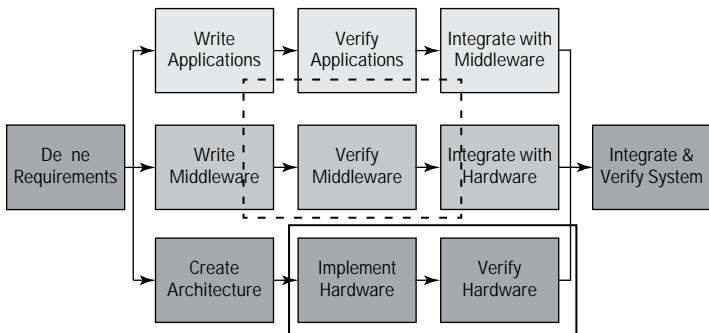 Write
Applications
Verify
Applications
Integrate with
Middleware
De ne
Requirements
Write
Middleware
Verify
Middleware
Integrate with
Hardware
Integrate &
Verify System
Create
Architecture
Implement
Hardware
Verify
Hardware